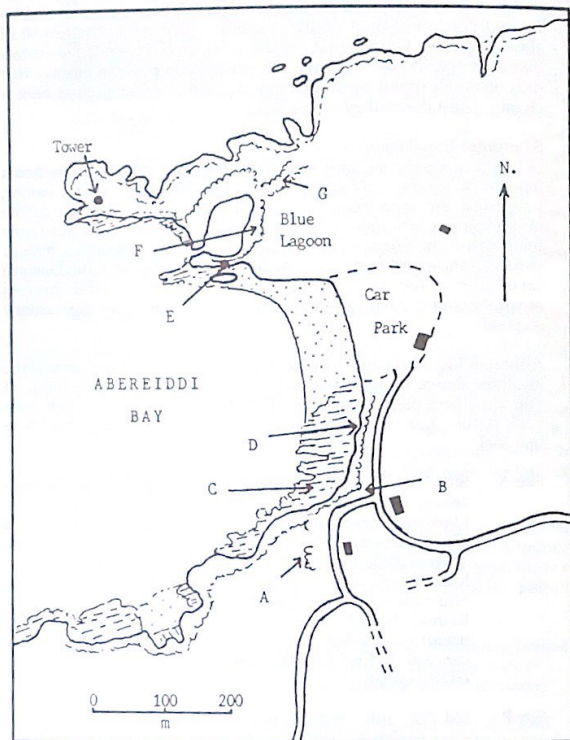 Tower
N.
G
F
Blue
Lagoon
E
Car
Park
ABEREIDDI
BAY
D
C
B
A
0 100 200
m